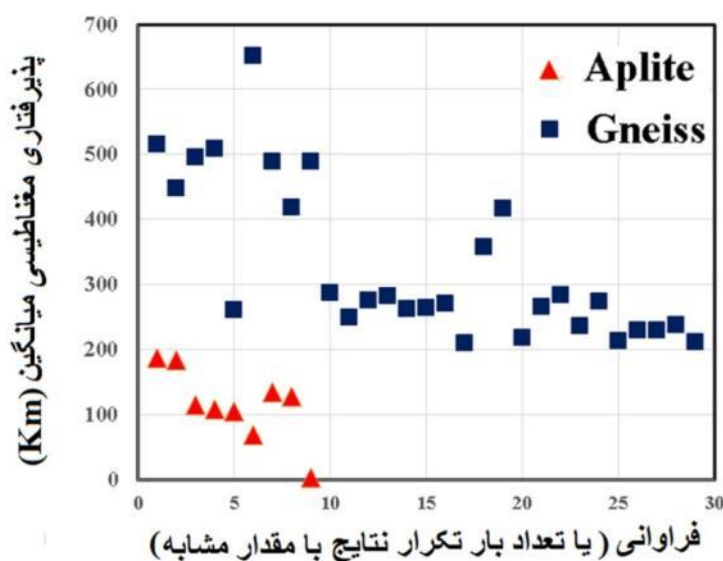 پذیرفتاری مغناطیسی میانگین (Km)
700
600
500
400
300
200
100
0
Aplite
Gneiss
0 5 10 15 20 25 30
فراوانی ( یا تعداد بار تکرار نتایج با مقدار مشابه)